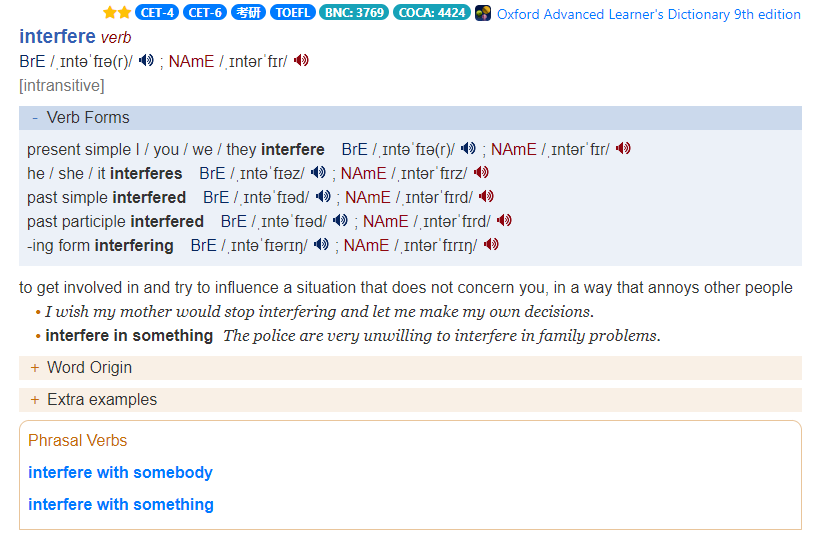 CET-4 CET-6 考研 TOEFL BNC: 3769 COCA: 4424 Oxford Advanced Learner's Dictionary 9th edition
interfere verb
BrE /ˌɪntəˈfɪə(r)/ ; NAmE /ˌɪntərˈfɪr/
[intransitive]
- Verb Forms
present simple I / you / we / they interfere BrE /ˌɪntəˈfɪə(r)/ ; NAmE /ˌɪntərˈfɪr/
he / she / it interferes BrE /ˌɪntəˈfɪəz/ ; NAmE /ˌɪntərˈfɪrz/
past simple interfered BrE /ˌɪntəˈfɪəd/ ; NAmE /ˌɪntərˈfɪrd/
past participle interfered BrE /ˌɪntəˈfɪəd/ ; NAmE /ˌɪntərˈfɪrd/
-ing form interfering BrE /ˌɪntəˈfɪərɪŋ/ ; NAmE /ˌɪntərˈfɪrɪŋ/
to get involved in and try to influence a situation that does not concern you, in a way that annoys other people
• I wish my mother would stop interfering and let me make my own decisions.
• interfere in something The police are very unwilling to interfere in family problems.
+ Word Origin
+ Extra examples
Phrasal Verbs
interfere with somebody
interfere with something